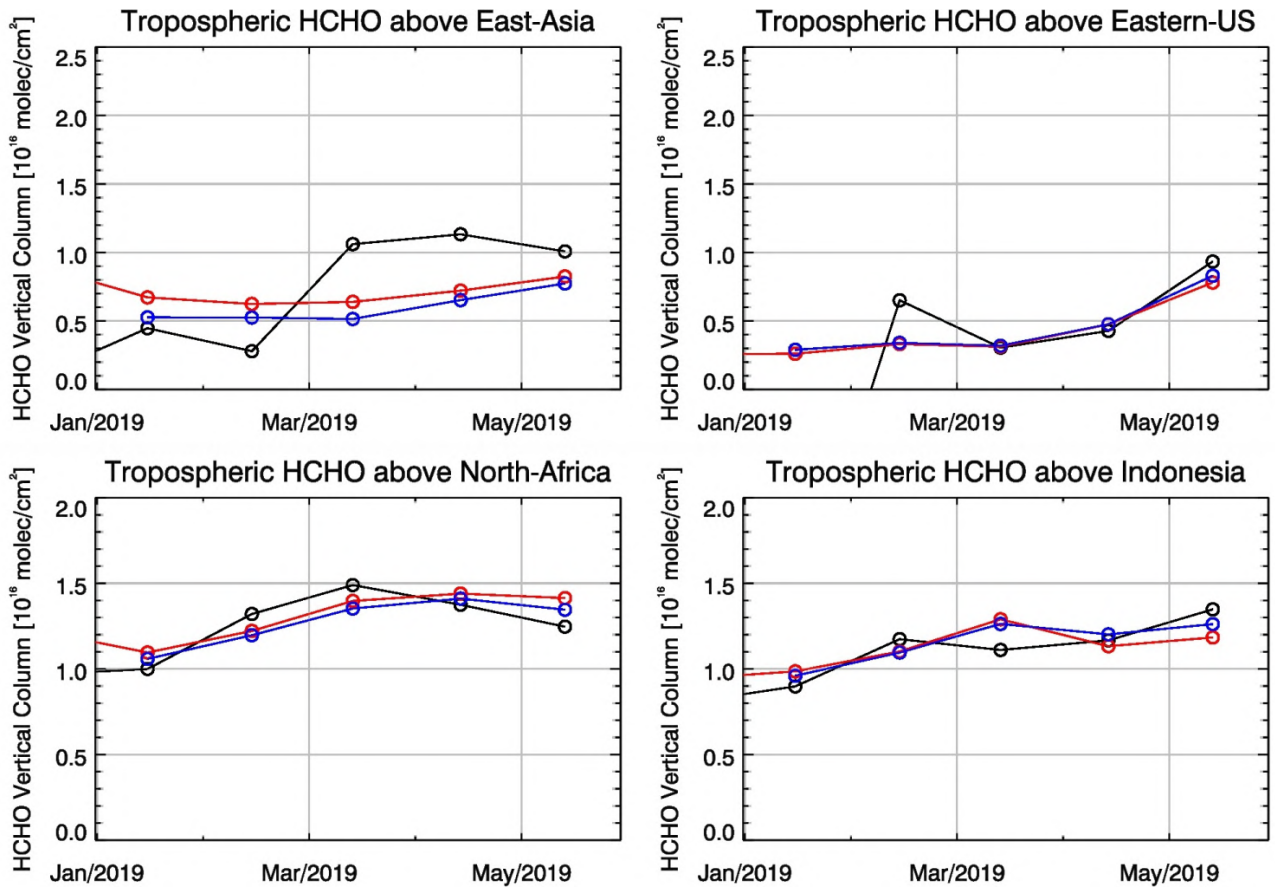 Tropospheric HCHO above East-Asia
HCHO Vertical Column [10¹⁶ molec/cm²]
2.5
2.0
1.5
1.0
0.5
0.0
Jan/2019 Mar/2019 May/2019
Tropospheric HCHO above Eastern-US
HCHO Vertical Column [10¹⁶ molec/cm²]
2.5
2.0
1.5
1.0
0.5
0.0
Jan/2019 Mar/2019 May/2019
Tropospheric HCHO above North-Africa
HCHO Vertical Column [10¹⁶ molec/cm²]
2.0
1.5
1.0
0.5
0.0
Jan/2019 Mar/2019 May/2019
Tropospheric HCHO above Indonesia
HCHO Vertical Column [10¹⁶ molec/cm²]
2.0
1.5
1.0
0.5
0.0
Jan/2019 Mar/2019 May/2019